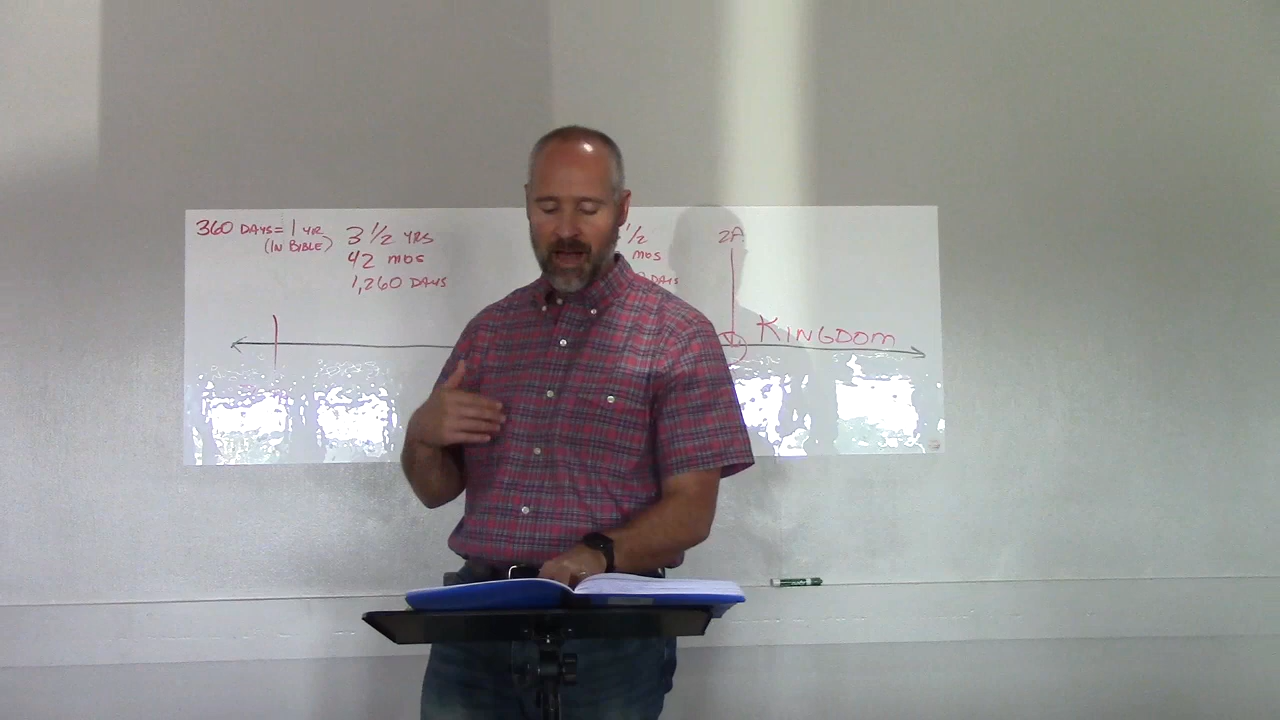 360 DAYS = 1 YR
(IN BIBLE)
3 1/2 YRS
42 MOS
1,260 DAYS
1/2
MOS
DAYS
2A
KINGDOM